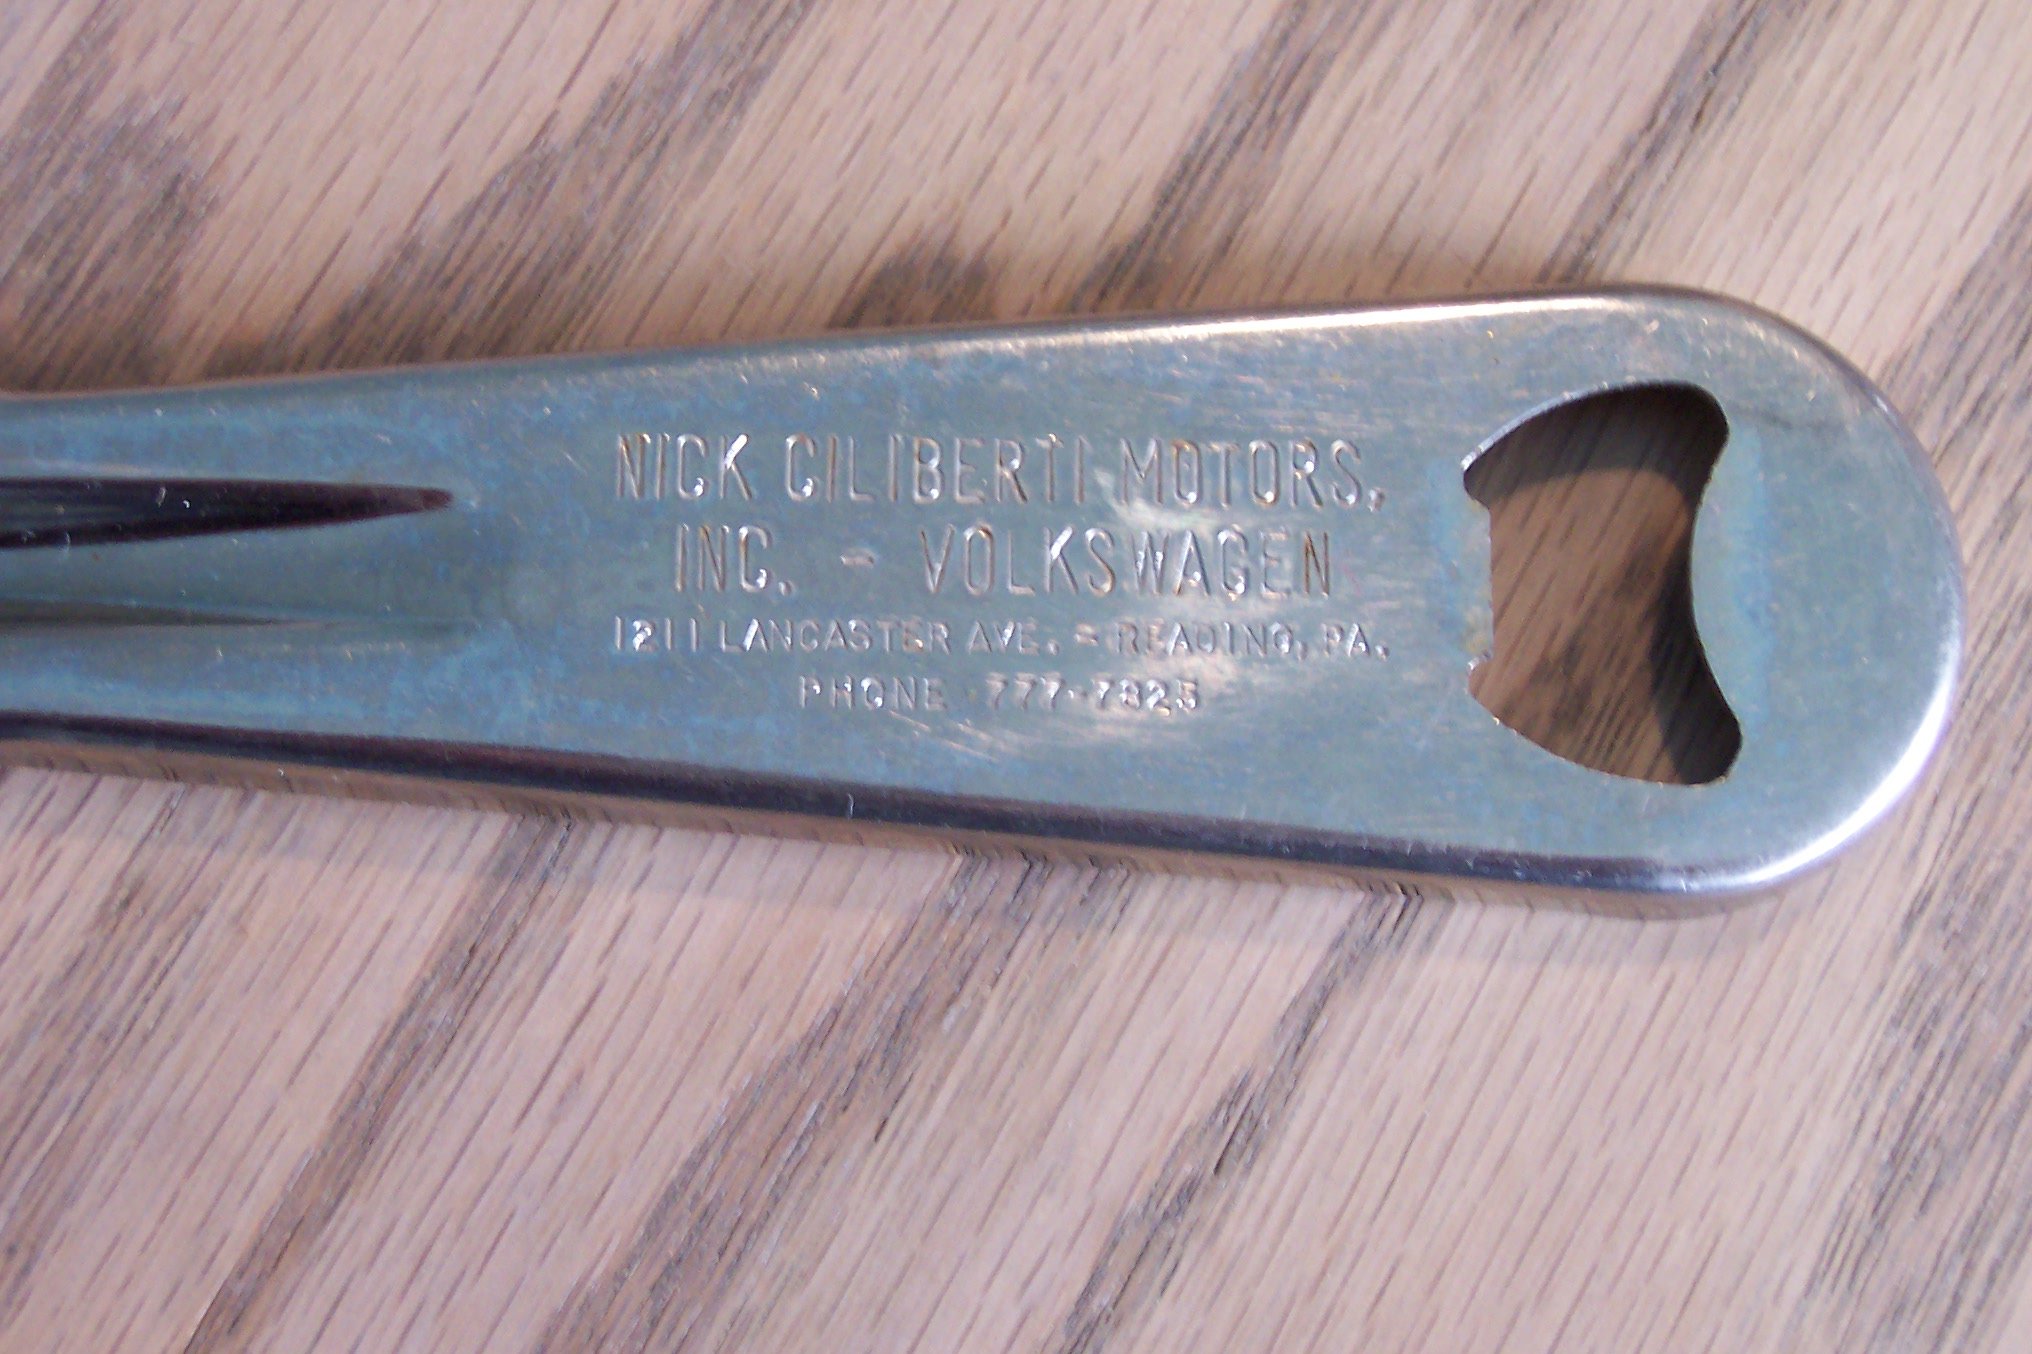 NICK CILIBERTI MOTORS,
INC. - VOLKSWAGEN
1211 LANCASTER AVE. - READING, PA.
PHONE 777-7825